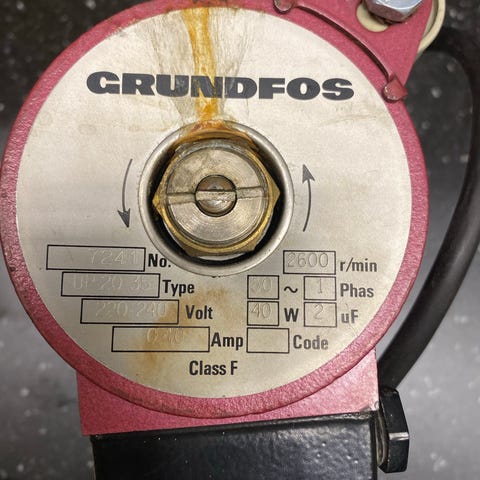 GRUNDFOS
7241 No. 2600 r/min
UP 20-35 Type 50 ~ 1 Phas
220-240 Volt 40 W 2 uF
Amp Code
Class F